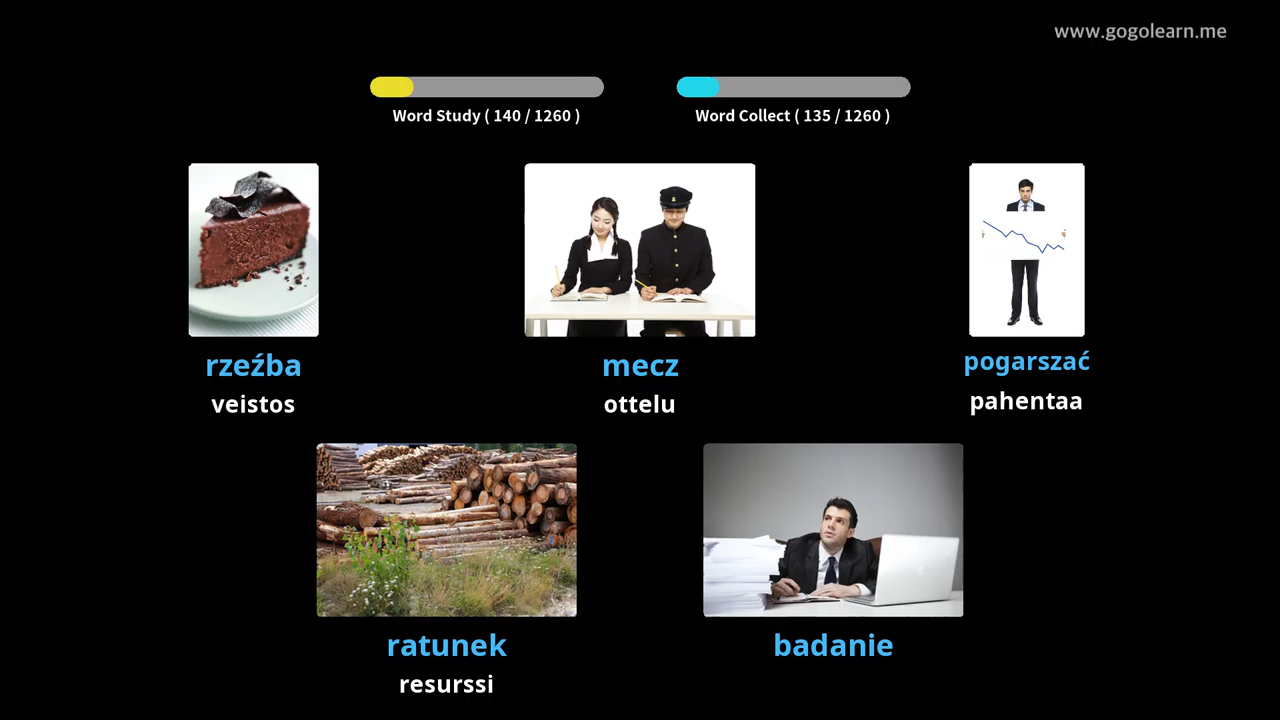 www.gogolearn.me
Word Study ( 140 / 1260 )
Word Collect ( 135 / 1260 )
rzeźba
veistos
mecz
ottelu
pogarszać
pahentaa
ratunek
resurssi
badanie